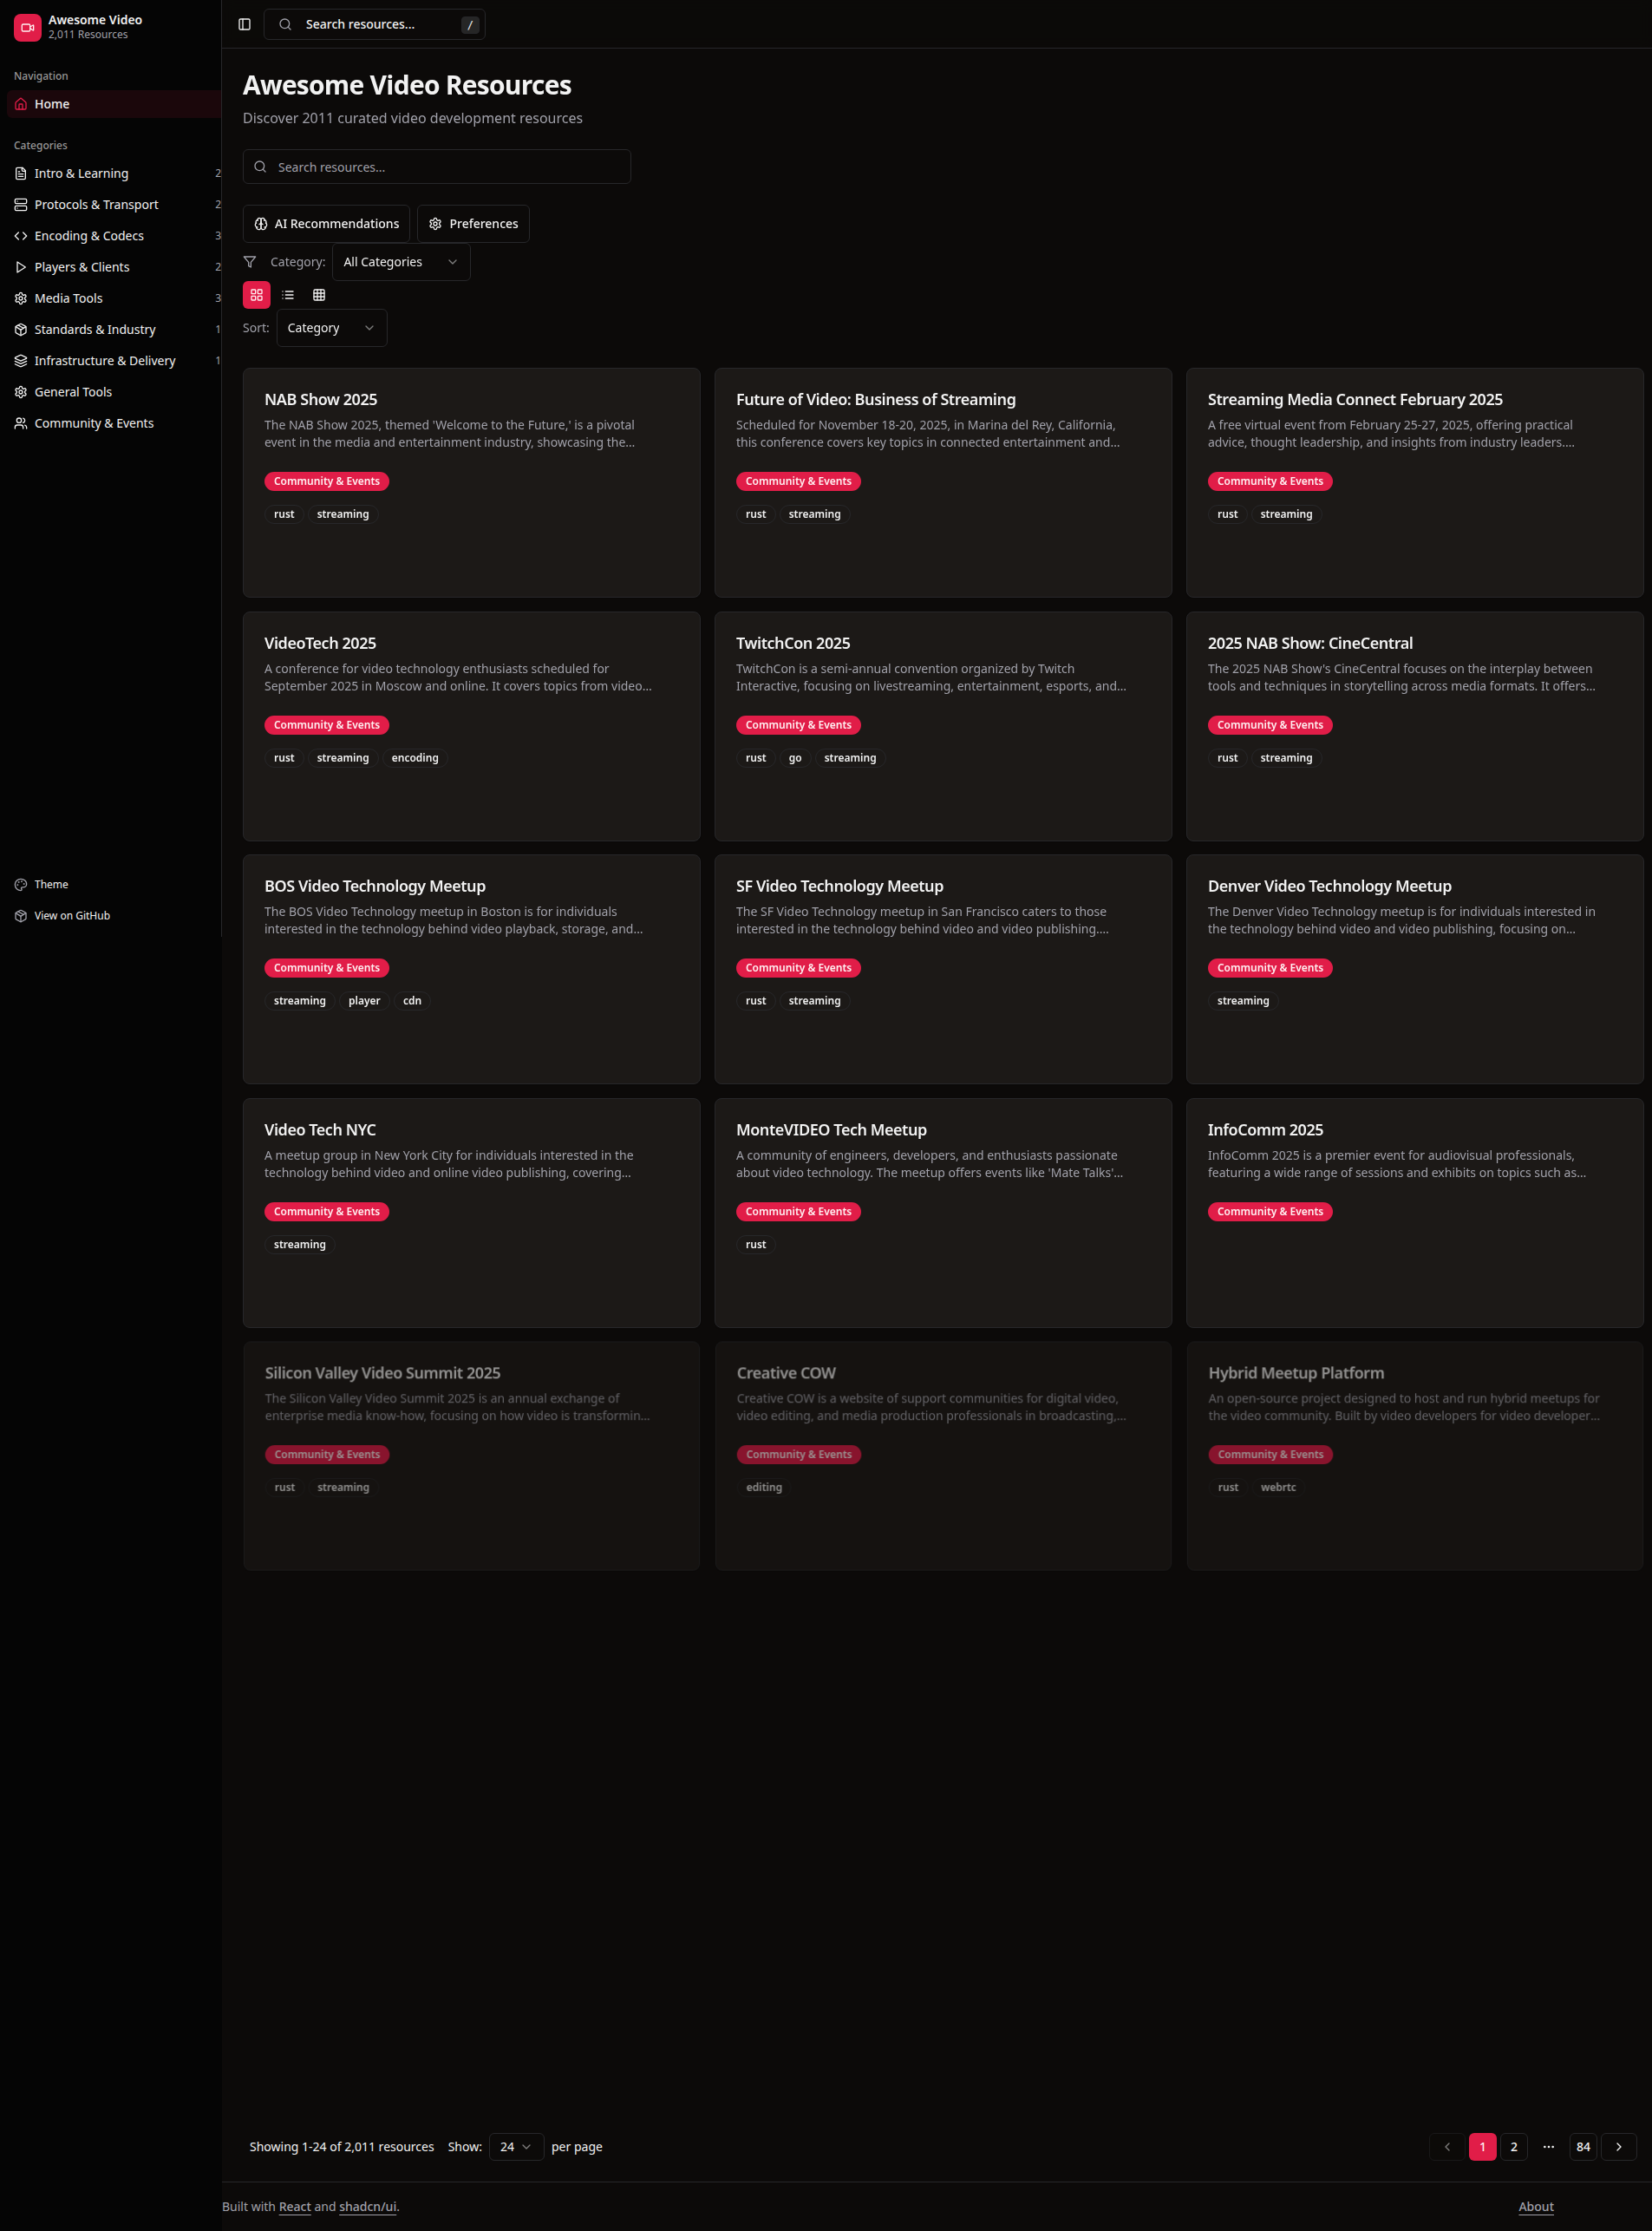 Awesome Video
2,011 Resources
Navigation
Home
Categories
Intro & Learning 2
Protocols & Transport 2
Encoding & Codecs 3
Players & Clients 2
Media Tools 3
Standards & Industry 1
Infrastructure & Delivery 1
General Tools
Community & Events
Theme
View on GitHub
Search resources... /
Awesome Video Resources
Discover 2011 curated video development resources
Search resources...
AI Recommendations Preferences
Category: All Categories
Sort: Category
NAB Show 2025
The NAB Show 2025, themed 'Welcome to the Future,' is a pivotal
event in the media and entertainment industry, showcasing the...
Community & Events
rust streaming
Future of Video: Business of Streaming
Scheduled for November 18-20, 2025, in Marina del Rey, California,
this conference covers key topics in connected entertainment and...
Community & Events
rust streaming
Streaming Media Connect February 2025
A free virtual event from February 25-27, 2025, offering practical
advice, thought leadership, and insights from industry leaders....
Community & Events
rust streaming
VideoTech 2025
A conference for video technology enthusiasts scheduled for
September 2025 in Moscow and online. It covers topics from video...
Community & Events
rust streaming encoding
TwitchCon 2025
TwitchCon is a semi-annual convention organized by Twitch
Interactive, focusing on livestreaming, entertainment, esports, and...
Community & Events
rust go streaming
2025 NAB Show: CineCentral
The 2025 NAB Show's CineCentral focuses on the interplay between
tools and techniques in storytelling across media formats. It offers...
Community & Events
rust streaming
BOS Video Technology Meetup
The BOS Video Technology meetup in Boston is for individuals
interested in the technology behind video playback, storage, and...
Community & Events
streaming player cdn
SF Video Technology Meetup
The SF Video Technology meetup in San Francisco caters to those
interested in the technology behind video and video publishing....
Community & Events
rust streaming
Denver Video Technology Meetup
The Denver Video Technology meetup is for individuals interested in
the technology behind video and video publishing, focusing on...
Community & Events
streaming
Video Tech NYC
A meetup group in New York City for individuals interested in the
technology behind video and online video publishing, covering...
Community & Events
streaming
MonteVIDEO Tech Meetup
A community of engineers, developers, and enthusiasts passionate
about video technology. The meetup offers events like 'Mate Talks'...
Community & Events
rust
InfoComm 2025
InfoComm 2025 is a premier event for audiovisual professionals,
featuring a wide range of sessions and exhibits on topics such as...
Community & Events
Silicon Valley Video Summit 2025
The Silicon Valley Video Summit 2025 is an annual exchange of
enterprise media know-how, focusing on how video is transformin...
Community & Events
rust streaming
Creative COW
Creative COW is a website of support communities for digital video,
video editing, and media production professionals in broadcasting,...
Community & Events
editing
Hybrid Meetup Platform
An open-source project designed to host and run hybrid meetups for
the video community. Built by video developers for video developer...
Community & Events
rust webrtc
Showing 1-24 of 2,011 resources Show: 24 per page
1 2 ... 84
Built with React and shadcn/ui.
About